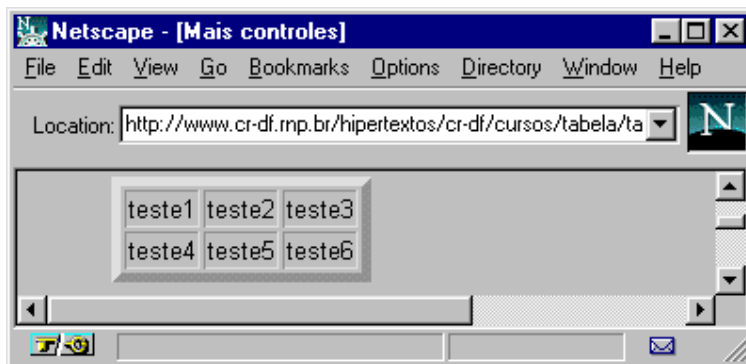 Netscape - [Mais controles]
File Edit View Go Bookmarks Options Directory Window Help
Location: http://www.cr-df.rnp.br/hipertextos/cr-df/cursos/tabela/ta N
teste1 teste2 teste3
teste4 teste5 teste6